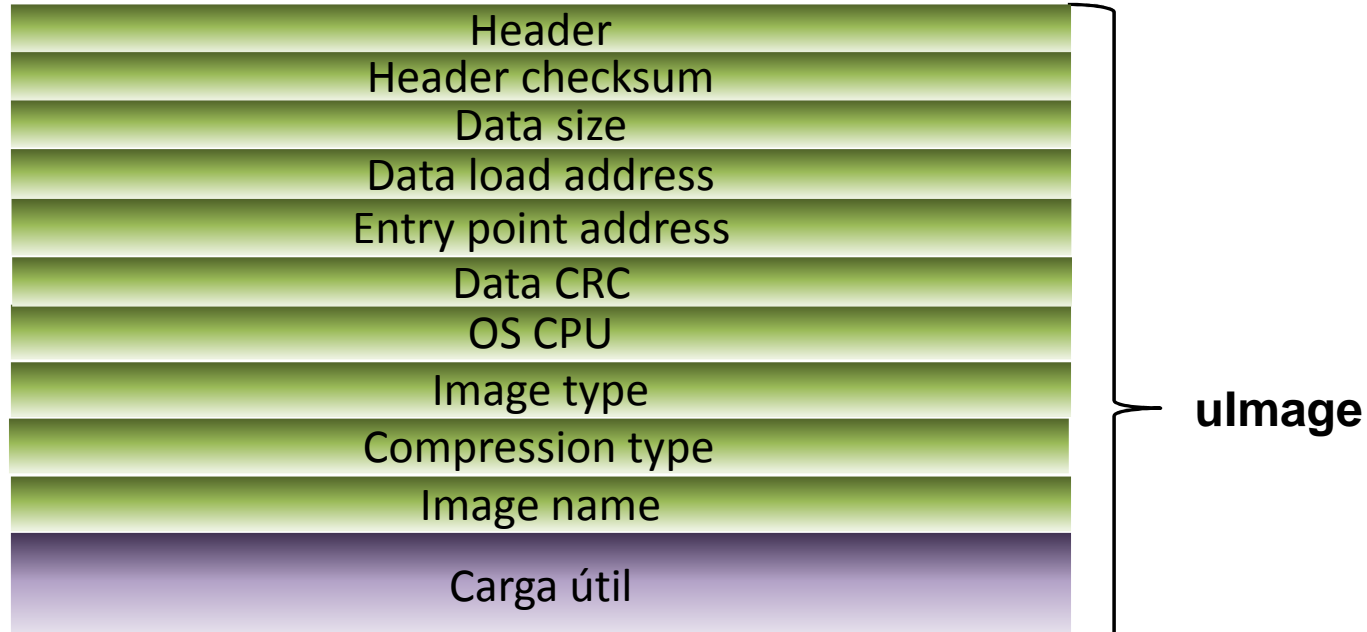 Header
Header checksum
Data size
Data load address
Entry point address
Data CRC
OS CPU
Image type
Compression type
Image name
Carga útil
uImage